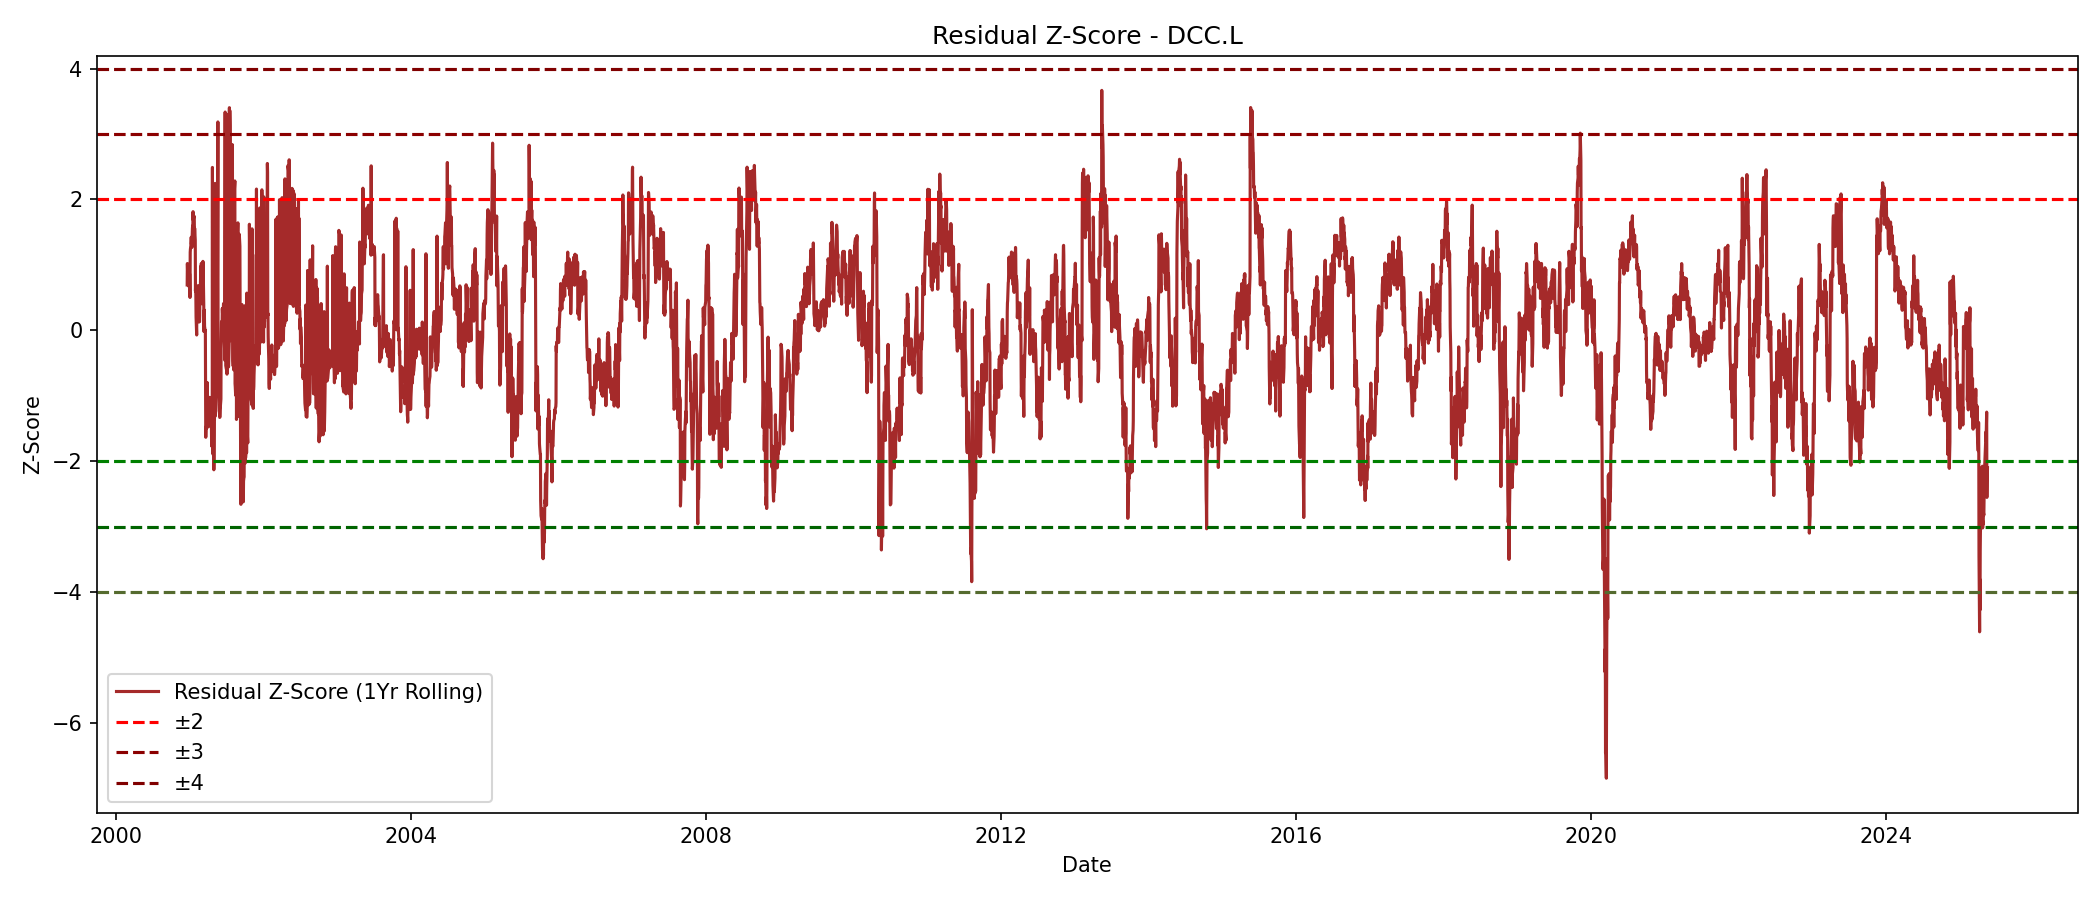 Residual Z-Score - DCC.L
4
2
0
−2
−4
−6
Z-Score
Residual Z-Score (1Yr Rolling)
±2
±3
±4
2000 2004 2008 2012 2016 2020 2024
Date